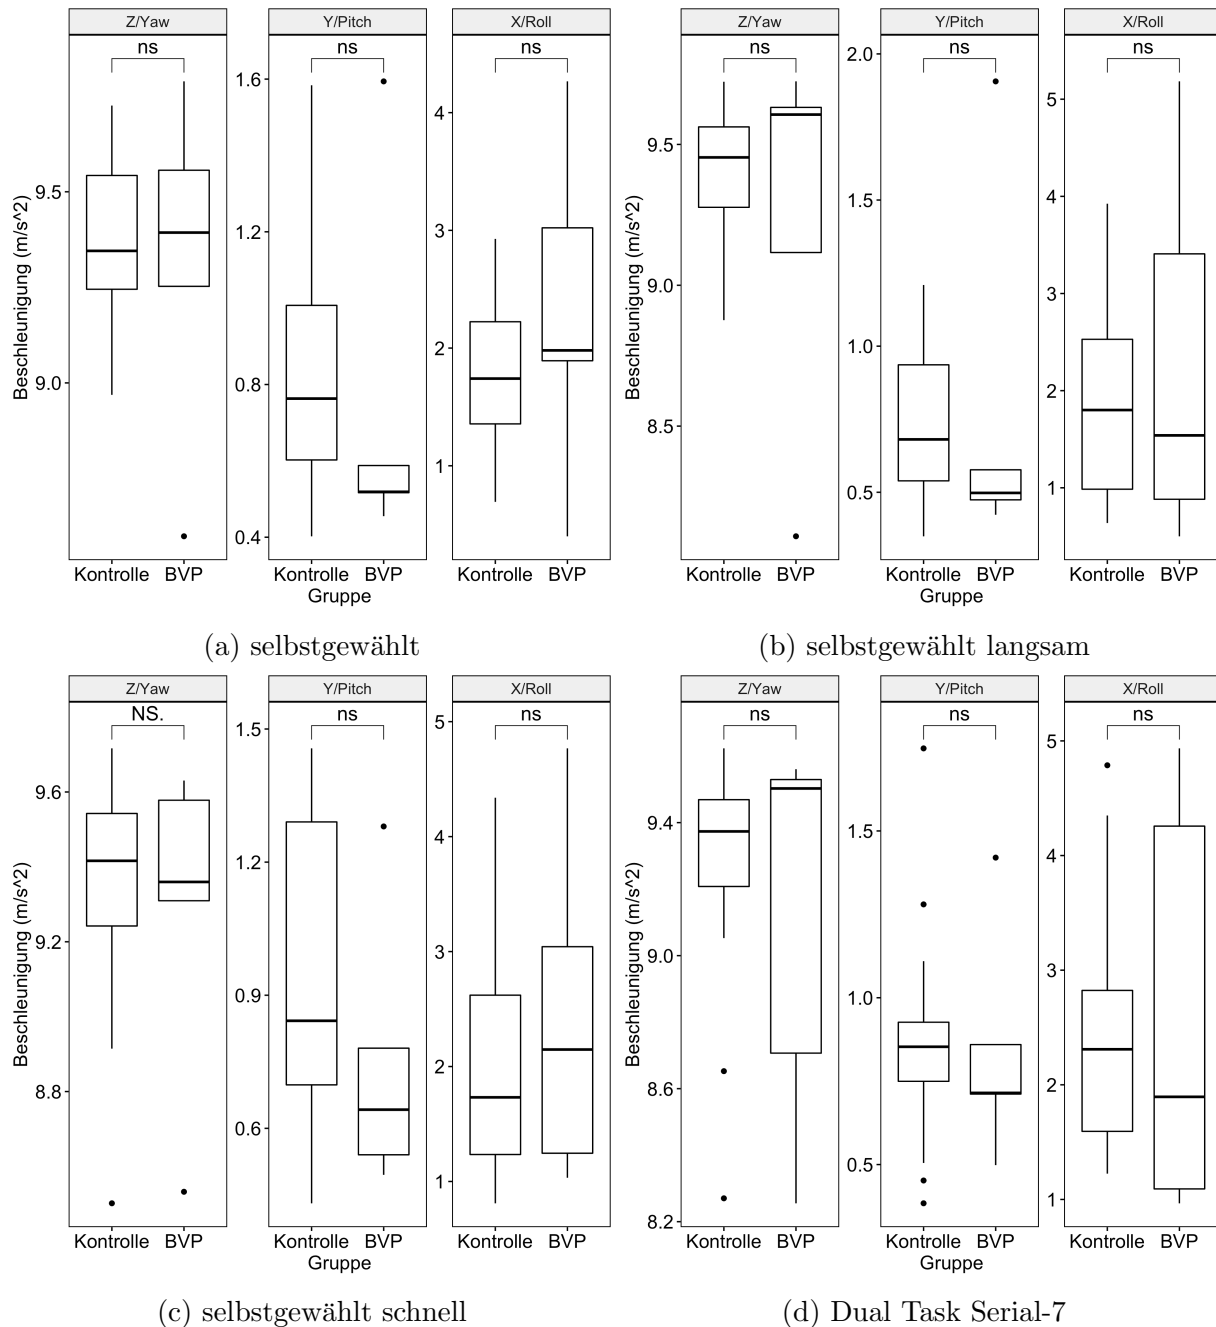 Z/Yaw Y/Pitch X/Roll
ns ns ns
Beschleunigung (m/s^2)
9.5
9.0
1.6
1.2
0.8
0.4
4
3
2
1
Kontrolle BVP Kontrolle BVP Kontrolle BVP
Gruppe
(a) selbstgewählt
Z/Yaw Y/Pitch X/Roll
ns ns ns
Beschleunigung (m/s^2)
9.5
9.0
8.5
2.0
1.5
1.0
0.5
5
4
3
2
1
Kontrolle BVP Kontrolle BVP Kontrolle BVP
Gruppe
(b) selbstgewählt langsam
Z/Yaw Y/Pitch X/Roll
NS. ns ns
Beschleunigung (m/s^2)
9.6
9.2
8.8
1.5
1.2
0.9
0.6
5
4
3
2
1
Kontrolle BVP Kontrolle BVP Kontrolle BVP
Gruppe
(c) selbstgewählt schnell
Z/Yaw Y/Pitch X/Roll
ns ns ns
Beschleunigung (m/s^2)
9.4
9.0
8.6
8.2
1.5
1.0
0.5
5
4
3
2
1
Kontrolle BVP Kontrolle BVP Kontrolle BVP
Gruppe
(d) Dual Task Serial-7